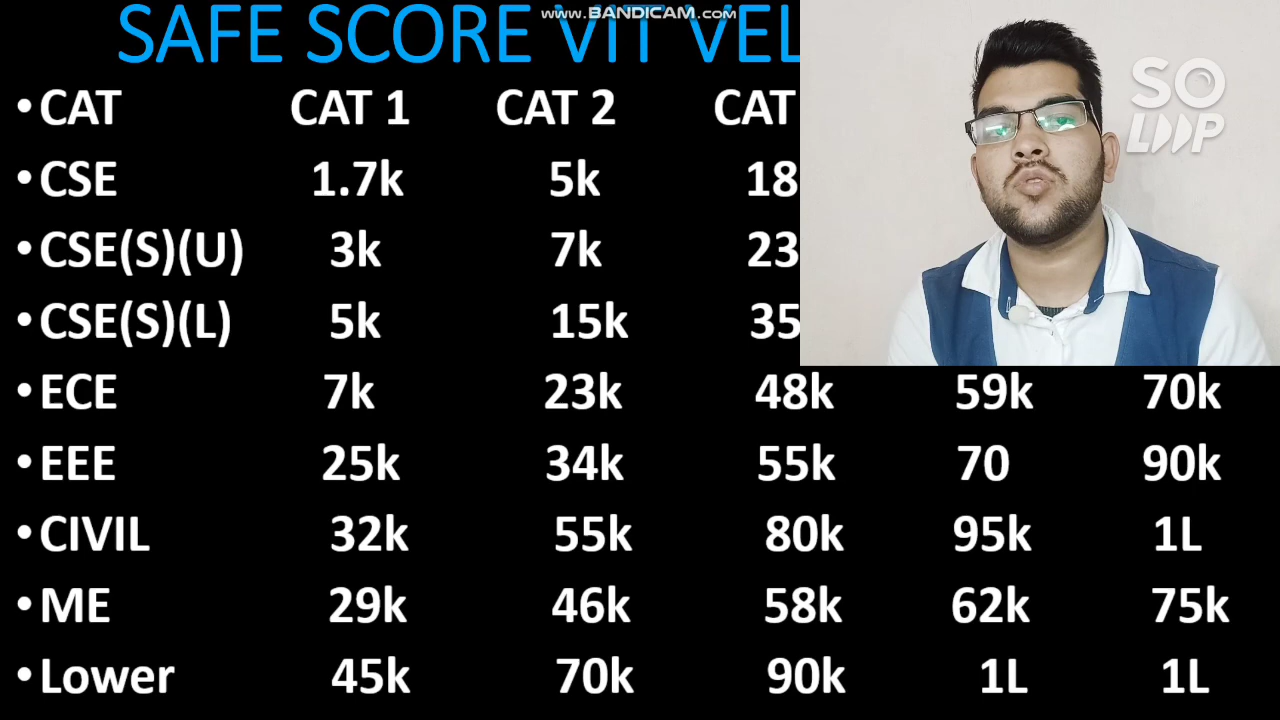 www.BANDICAM.com
SAFE SCORE VIT VEL
SO
LOOP
• CAT CAT 1 CAT 2 CAT
• CSE 1.7k 5k 18
• CSE(S)(U) 3k 7k 23
• CSE(S)(L) 5k 15k 35
• ECE 7k 23k 48k 59k 70k
• EEE 25k 34k 55k 70 90k
• CIVIL 32k 55k 80k 95k 1L
• ME 29k 46k 58k 62k 75k
• Lower 45k 70k 90k 1L 1L